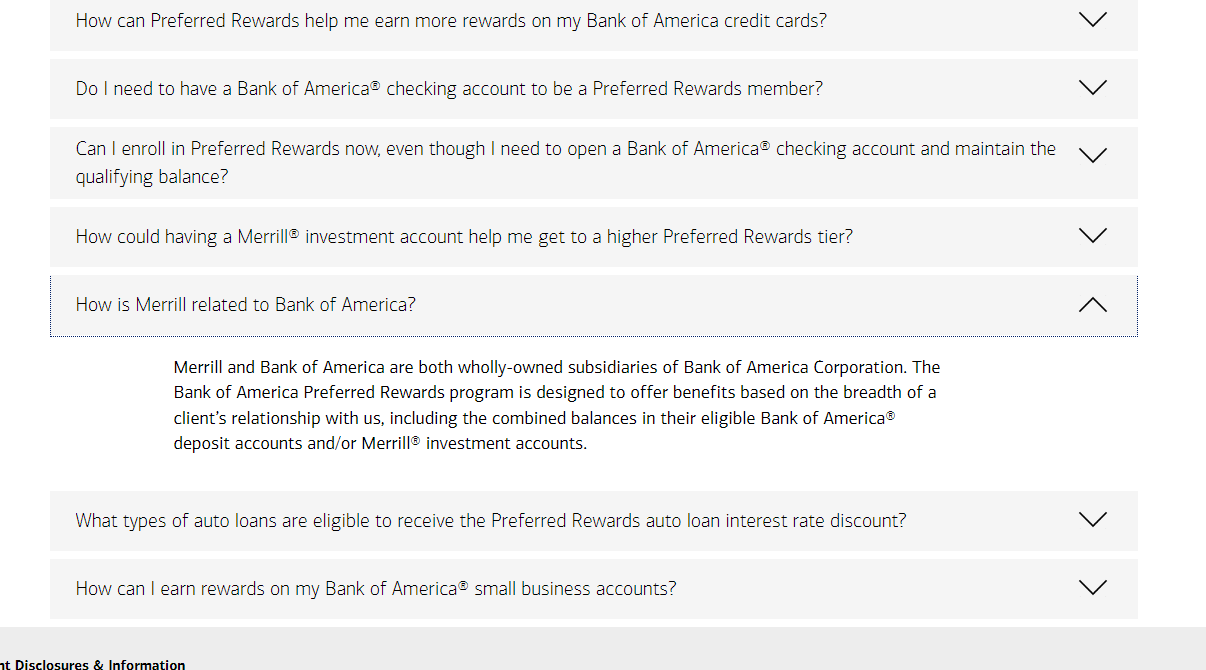 How can Preferred Rewards help me earn more rewards on my Bank of America credit cards?
Do I need to have a Bank of America® checking account to be a Preferred Rewards member?
Can I enroll in Preferred Rewards now, even though I need to open a Bank of America® checking account and maintain the
qualifying balance?
How could having a Merrill® investment account help me get to a higher Preferred Rewards tier?
How is Merrill related to Bank of America?
Merrill and Bank of America are both wholly-owned subsidiaries of Bank of America Corporation. The
Bank of America Preferred Rewards program is designed to offer benefits based on the breadth of a
client’s relationship with us, including the combined balances in their eligible Bank of America®
deposit accounts and/or Merrill® investment accounts.
What types of auto loans are eligible to receive the Preferred Rewards auto loan interest rate discount?
How can I earn rewards on my Bank of America® small business accounts?
nt Disclosures & Information